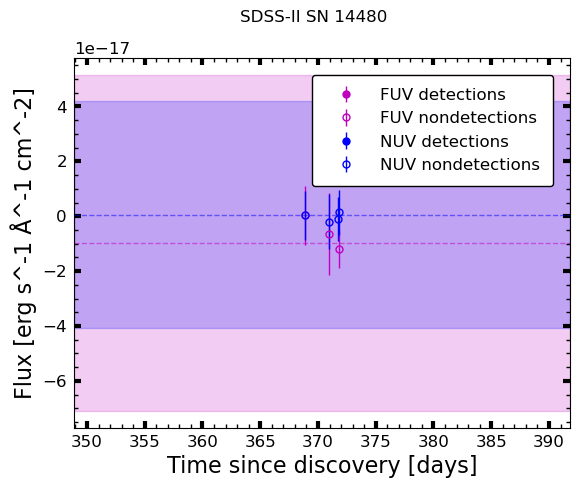 SDSS-II SN 14480
1e−17
FUV detections
FUV nondetections
NUV detections
NUV nondetections
4
2
0
−2
−4
−6
Flux [erg s^-1 Å^-1 cm^-2]
350 355 360 365 370 375 380 385 390
Time since discovery [days]